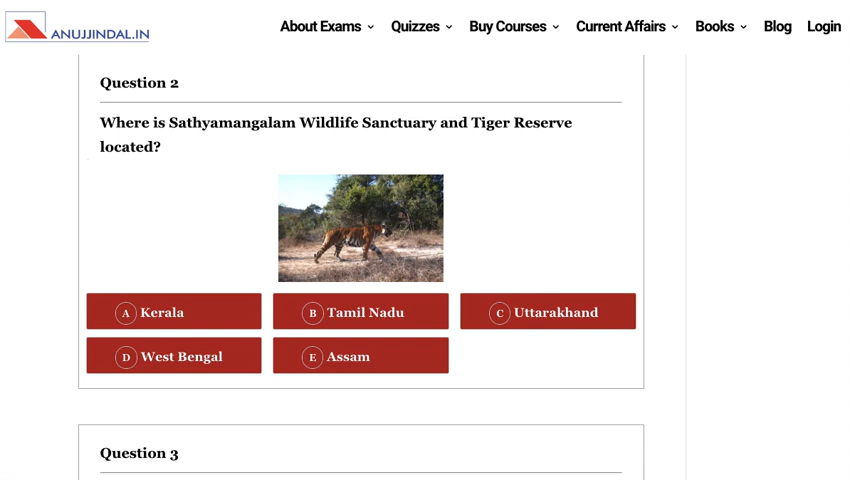 ANUJJINDAL.IN
About Exams Quizzes Buy Courses Current Affairs Books Blog Login
Question 2
Where is Sathyamangalam Wildlife Sanctuary and Tiger Reserve
located?
A Kerala B Tamil Nadu C Uttarakhand
D West Bengal E Assam
Question 3